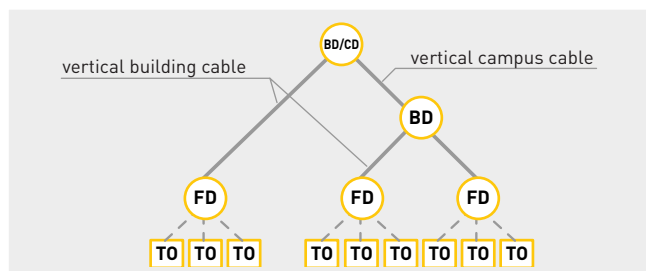 BD/CD
vertical building cable
vertical campus cable
BD
FD
FD
FD
TO TO TO
TO TO TO TO TO TO